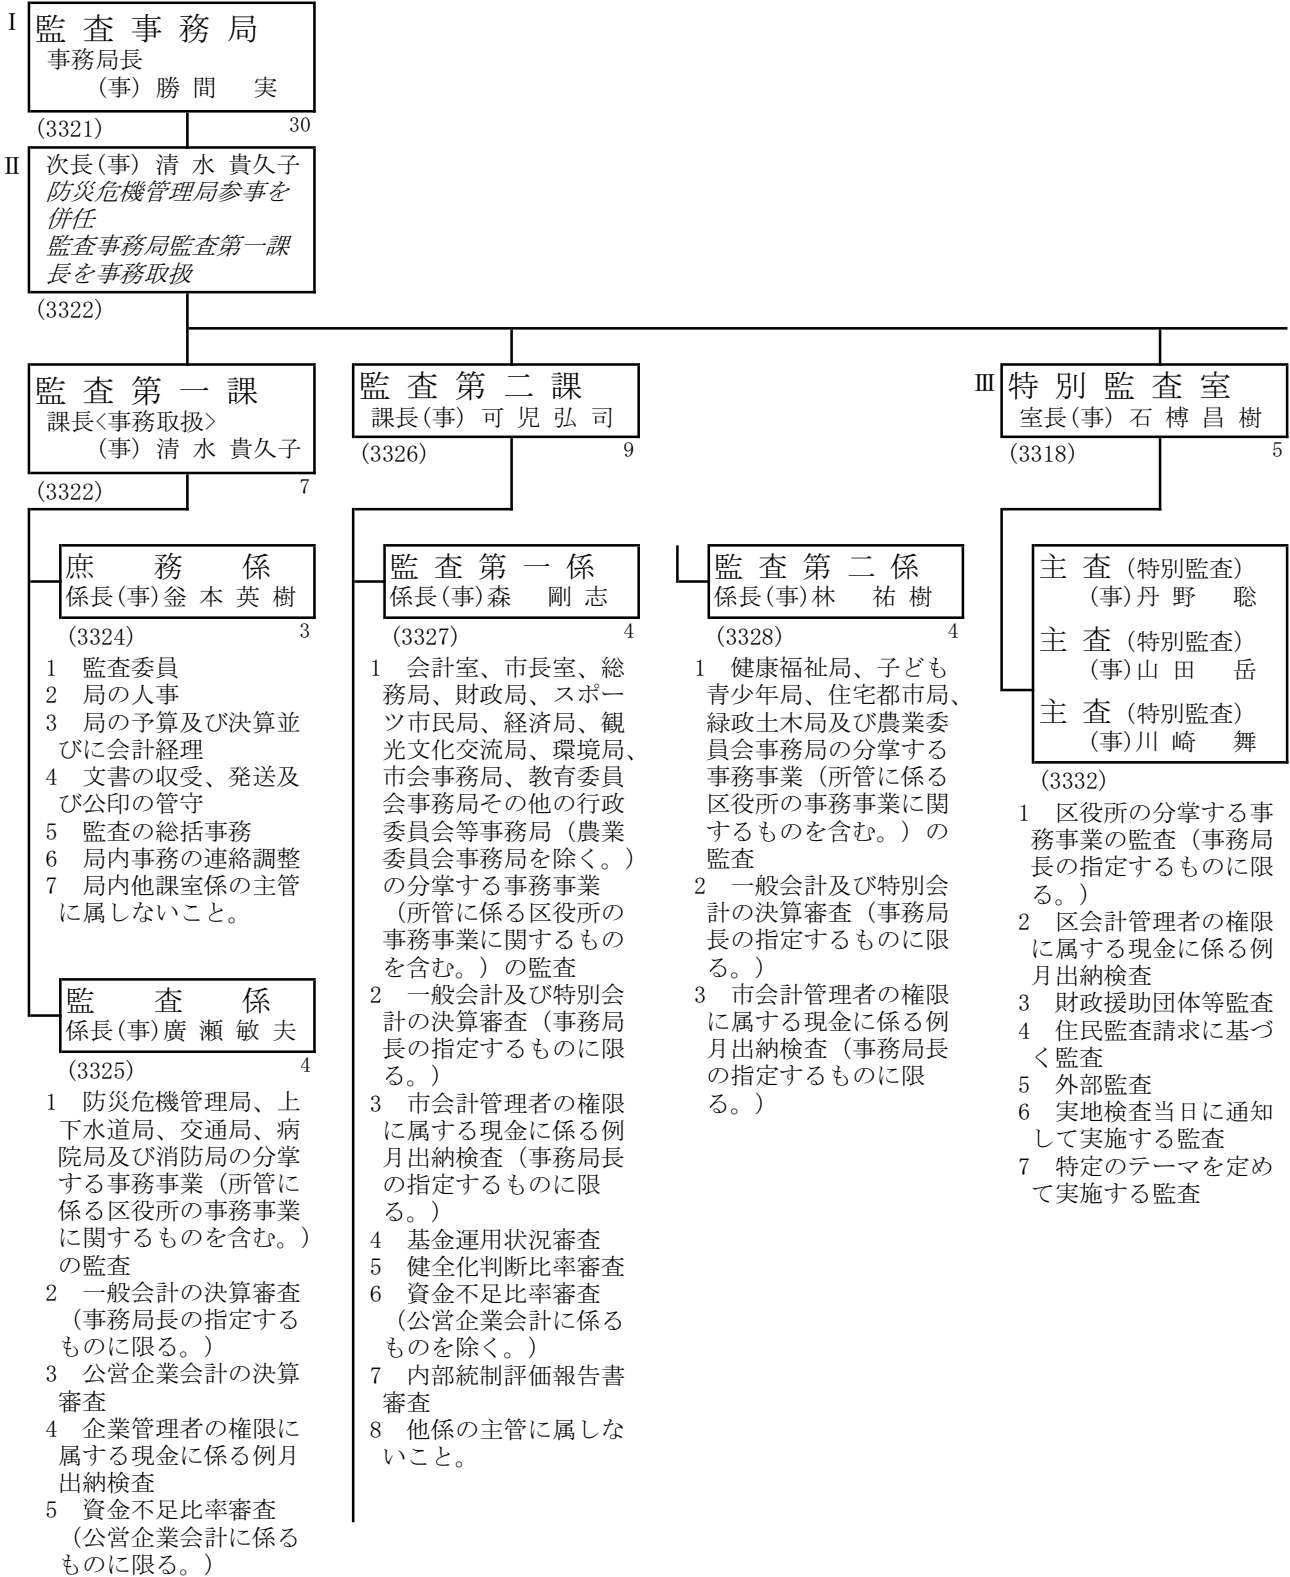 Ⅰ
監査事務局
事務局長
(事) 勝間 実
(3321) 30
Ⅱ
次長(事) 清水 貴久子
防災危機管理局参事を
併任
監査事務局監査第一課
長を事務取扱
(3322)
監査第一課
課長<事務取扱>
(事) 清水 貴久子
(3322) 7
庶務係
係長(事)釜本英樹
(3324) 3
1 監査委員
2 局の人事
3 局の予算及び決算並
びに会計経理
4 文書の収受、発送及
び公印の管守
5 監査の総括事務
6 局内事務の連絡調整
7 局内他課室係の主管
に属しないこと。
監査係
係長(事)廣瀬敏夫
(3325) 4
1 防災危機管理局、上
下水道局、交通局、病
院局及び消防局の分掌
する事務事業(所管に
係る区役所の事務事業
に関するものを含む。)
の監査
2 一般会計の決算審査
(事務局長の指定する
ものに限る。)
3 公営企業会計の決算
審査
4 企業管理者の権限に
属する現金に係る例月
出納検査
5 資金不足比率審査
(公営企業会計に係る
ものに限る。)
監査第二課
課長(事) 可児弘司
(3326) 9
監査第一係
係長(事)森 剛志
(3327) 4
1 会計室、市長室、総
務局、財政局、スポー
ツ市民局、経済局、観
光文化交流局、環境局、
市会事務局、教育委員
会事務局その他の行政
委員会等事務局(農業
委員会事務局を除く。)
の分掌する事務事業
(所管に係る区役所の
事務事業に関するもの
を含む。)の監査
2 一般会計及び特別会
計の決算審査(事務局
長の指定するものに限
る。)
3 市会計管理者の権限
に属する現金に係る例
月出納検査(事務局長
の指定するものに限
る。)
4 基金運用状況審査
5 健全化判断比率審査
6 資金不足比率審査
(公営企業会計に係る
ものを除く。)
7 内部統制評価報告書
審査
8 他係の主管に属しな
いこと。
監査第二係
係長(事)林 祐樹
(3328) 4
1 健康福祉局、子ども
青少年局、住宅都市局、
緑政土木局及び農業委
員会事務局の分掌する
事務事業(所管に係る
区役所の事務事業に関
するものを含む。)の
監査
2 一般会計及び特別会
計の決算審査(事務局
長の指定するものに限
る。)
3 市会計管理者の権限
に属する現金に係る例
月出納検査(事務局長
の指定するものに限
る。)
Ⅲ
特別監査室
室長(事) 石榑昌樹
(3318) 5
主査(特別監査)
(事)丹野 聡
主査(特別監査)
(事)山田 岳
主査(特別監査)
(事)川崎 舞
(3332)
1 区役所の分掌する事
務事業の監査(事務局
長の指定するものに限
る。)
2 区会計管理者の権限
に属する現金に係る例
月出納検査
3 財政援助団体等監査
4 住民監査請求に基づ
く監査
5 外部監査
6 実地検査当日に通知
して実施する監査
7 特定のテーマを定め
て実施する監査